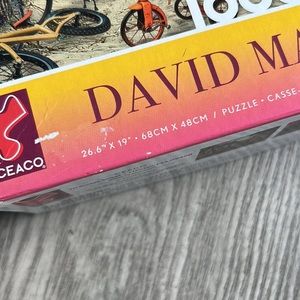 DAVID MA
26.6" X 19" • 68CM X 48CM / PUZZLE • CASSE-
CEACO